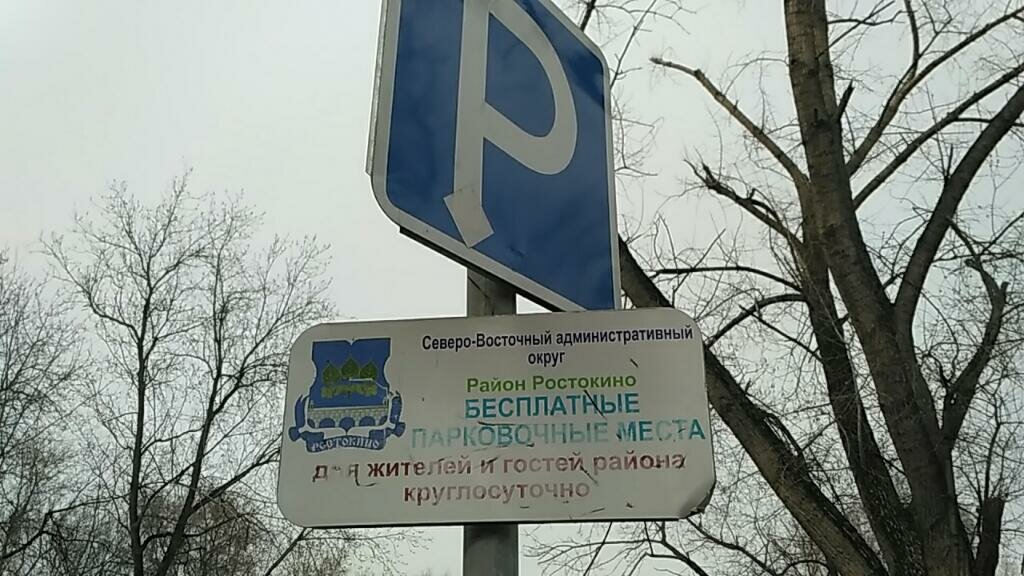 P
Северо-Восточный административный
округ
Район Ростокино
БЕСПЛАТНЫЕ
ПАРКОВОЧНЫЕ МЕСТА
для жителей и гостей района
круглосуточно
РОСТОКИНО